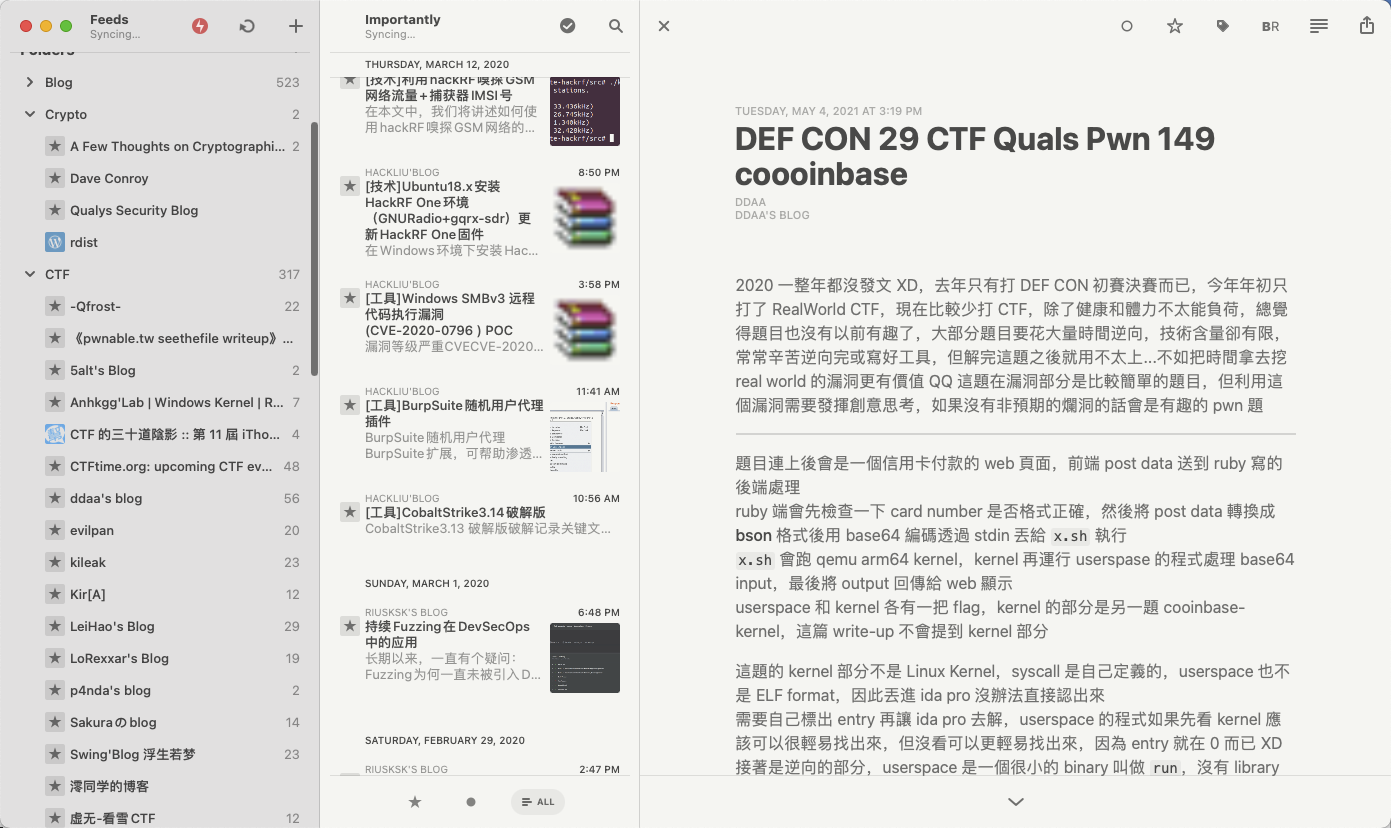 Feeds
Syncing...
Folders
Blog 523
Crypto 2
A Few Thoughts on Cryptographi... 2
Dave Conroy
Qualys Security Blog
rdist
CTF 317
-Qfrost- 22
《pwnable.tw seethefile writeup》...
5alt's Blog 2
Anhkgg'Lab | Windows Kernel | R... 7
CTF 的三十道陰影 :: 第 11 屆 iTho... 4
CTFtime.org: upcoming CTF ev... 48
ddaa's blog 56
evilpan 20
kileak 23
Kir[A] 12
LeiHao's Blog 29
LoRexxar's Blog 19
p4nda's blog 2
Sakuraのblog 14
Swing'Blog 浮生若梦 23
澪同学的博客
虚无-看雪CTF 12
Importantly
Syncing...
THURSDAY, MARCH 12, 2020
[技术]利用hackRF嗅探GSM
网络流量+捕获器IMSI号
在本文中，我们将讲述如何使
用hackRF嗅探GSM网络的...
te-hackrf/src# ./k
stations.
33.436kHz)
26.745kHz)
1.340kHz)
32.428kHz)
te-hackrf/src#
HACKLIU'BLOG 8:50 PM
[技术]Ubuntu18.x安装
HackRF One环境
（GNURadio+gqrx-sdr）更
新HackRF One固件
在Windows环境下安装Hac...
HACKLIU'BLOG 3:58 PM
[工具]Windows SMBv3 远程
代码执行漏洞
(CVE-2020-0796 ) POC
漏洞等级严重CVECVE-2020...
HACKLIU'BLOG 11:41 AM
[工具]BurpSuite随机用户代理
插件
BurpSuite随机用户代理
BurpSuite扩展，可帮助渗透...
HACKLIU'BLOG 10:56 AM
[工具]CobaltStrike3.14破解版
CobaltStrike3.13 破解版破解记录关键文...
SUNDAY, MARCH 1, 2020
RIUSKSK'S BLOG 6:48 PM
持续Fuzzing在DevSecOps
中的应用
长期以来，一直有个疑问：
Fuzzing为何一直未被引入D...
SATURDAY, FEBRUARY 29, 2020
RIUSKSK'S BLOG 2:47 PM
ALL
BR
TUESDAY, MAY 4, 2021 AT 3:19 PM
DEF CON 29 CTF Quals Pwn 149
coooinbase
DDAA
DDAA'S BLOG
2020 一整年都沒發文 XD，去年只有打 DEF CON 初賽決賽而已，今年年初只
打了 RealWorld CTF，現在比較少打 CTF，除了健康和體力不太能負荷，總覺
得題目也沒有以前有趣了，大部分題目要花大量時間逆向，技術含量卻有限，
常常辛苦逆向完或寫好工具，但解完這題之後就用不太上...不如把時間拿去挖
real world 的漏洞更有價值 QQ 這題在漏洞部分是比較簡單的題目，但利用這
個漏洞需要發揮創意思考，如果沒有非預期的爛洞的話會是有趣的 pwn 題
題目連上後會是一個信用卡付款的 web 頁面，前端 post data 送到 ruby 寫的
後端處理
ruby 端會先檢查一下 card number 是否格式正確，然後將 post data 轉換成
bson 格式後用 base64 編碼透過 stdin 丟給 x.sh 執行
x.sh 會跑 qemu arm64 kernel，kernel 再運行 userspase 的程式處理 base64
input，最後將 output 回傳給 web 顯示
userspace 和 kernel 各有一把 flag，kernel 的部分是另一題 cooinbase-
kernel，這篇 write-up 不會提到 kernel 部分
這題的 kernel 部分不是 Linux Kernel，syscall 是自己定義的，userspace 也不
是 ELF format，因此丟進 ida pro 沒辦法直接認出來
需要自己標出 entry 再讓 ida pro 去解，userspace 的程式如果先看 kernel 應
該可以很輕易找出來，但沒看可以更輕易找出來，因為 entry 就在 0 而已 XD
接著是逆向的部分，userspace 是一個很小的 binary 叫做 run，沒有 library